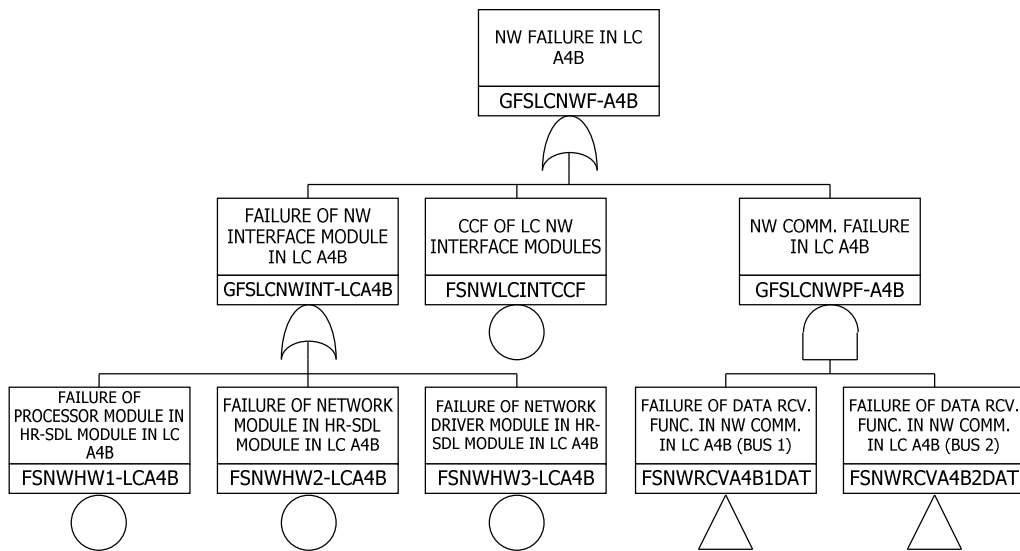 NW FAILURE IN LC
A4B
GFSLCNWF-A4B
FAILURE OF NW
INTERFACE MODULE
IN LC A4B
GFSLCNWINT-LCA4B
CCF OF LC NW
INTERFACE MODULES
FSNWLCINTCCF
NW COMM. FAILURE
IN LC A4B
GFSLCNWPF-A4B
FAILURE OF
PROCESSOR MODULE IN
HR-SDL MODULE IN LC
A4B
FSNWHW1-LCA4B
FAILURE OF NETWORK
MODULE IN HR-SDL
MODULE IN LC A4B
FSNWHW2-LCA4B
FAILURE OF NETWORK
DRIVER MODULE IN HR-
SDL MODULE IN LC A4B
FSNWHW3-LCA4B
FAILURE OF DATA RCV.
FUNC. IN NW COMM.
IN LC A4B (BUS 1)
FSNWRCVA4B1DAT
FAILURE OF DATA RCV.
FUNC. IN NW COMM.
IN LC A4B (BUS 2)
FSNWRCVA4B2DAT